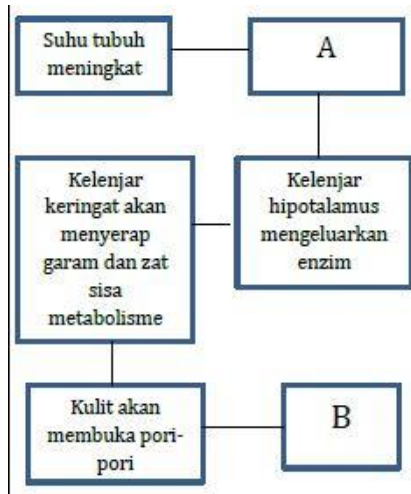 Suhu tubuh
meningkat
A
Kelenjar
keringat akan
menyerap
garam dan zat
sisa
metabolisme
Kelenjar
hipotalamus
mengeluarkan
enzim
Kulit akan
membuka pori-
pori
B